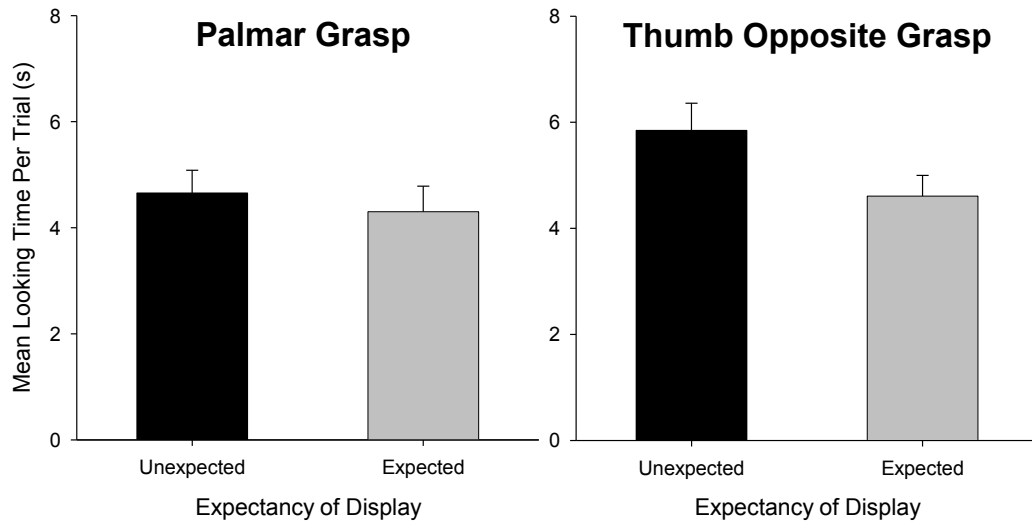 Palmar Grasp
Thumb Opposite Grasp
Mean Looking Time Per Trial (s)
8
6
4
2
0
Unexpected
Expected
Expectancy of Display
8
6
4
2
0
Unexpected
Expected
Expectancy of Display